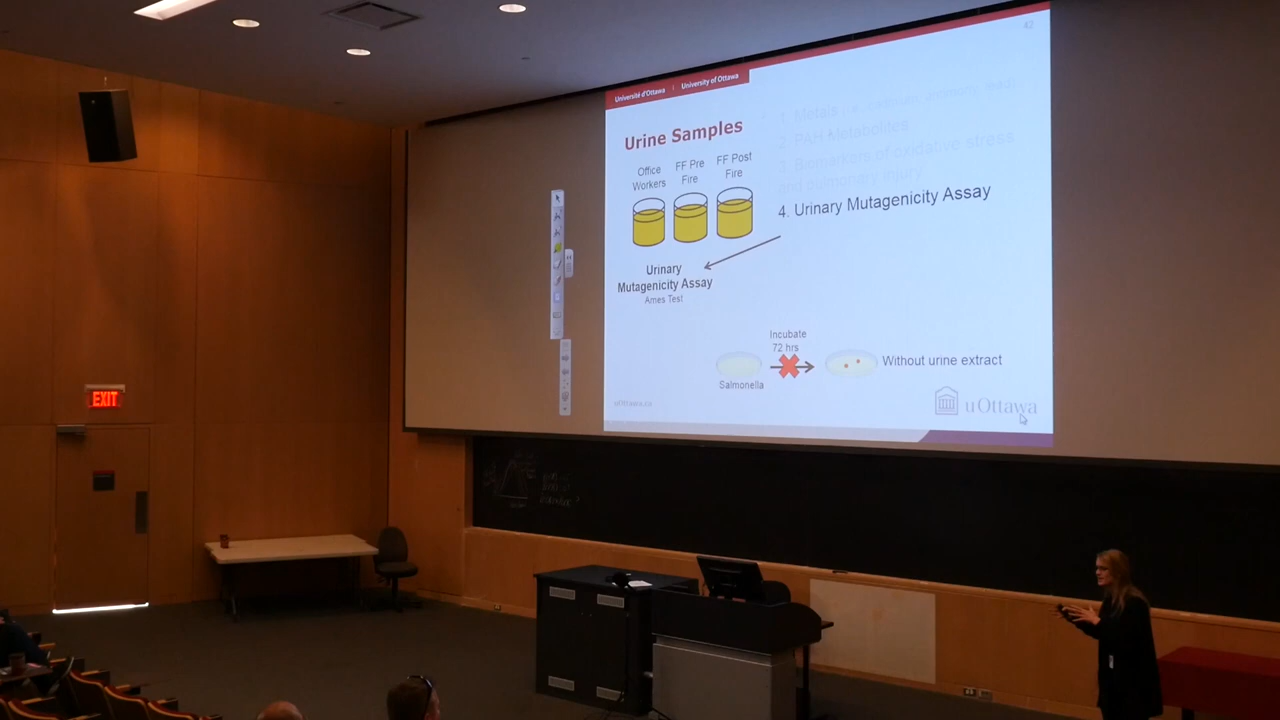 42
Université d'Ottawa | University of Ottawa
Urine Samples
Office
Workers
FF Pre
Fire
FF Post
Fire
1. Metals
2. PAH Metabolites
3. Biomarkers of oxidative stress
and pulmonary injury
4. Urinary Mutagenicity Assay
Urinary
Mutagenicity Assay
Ames Test
Incubate
72 hrs
Salmonella
Without urine extract
uOttawa.ca
uOttawa
EXIT